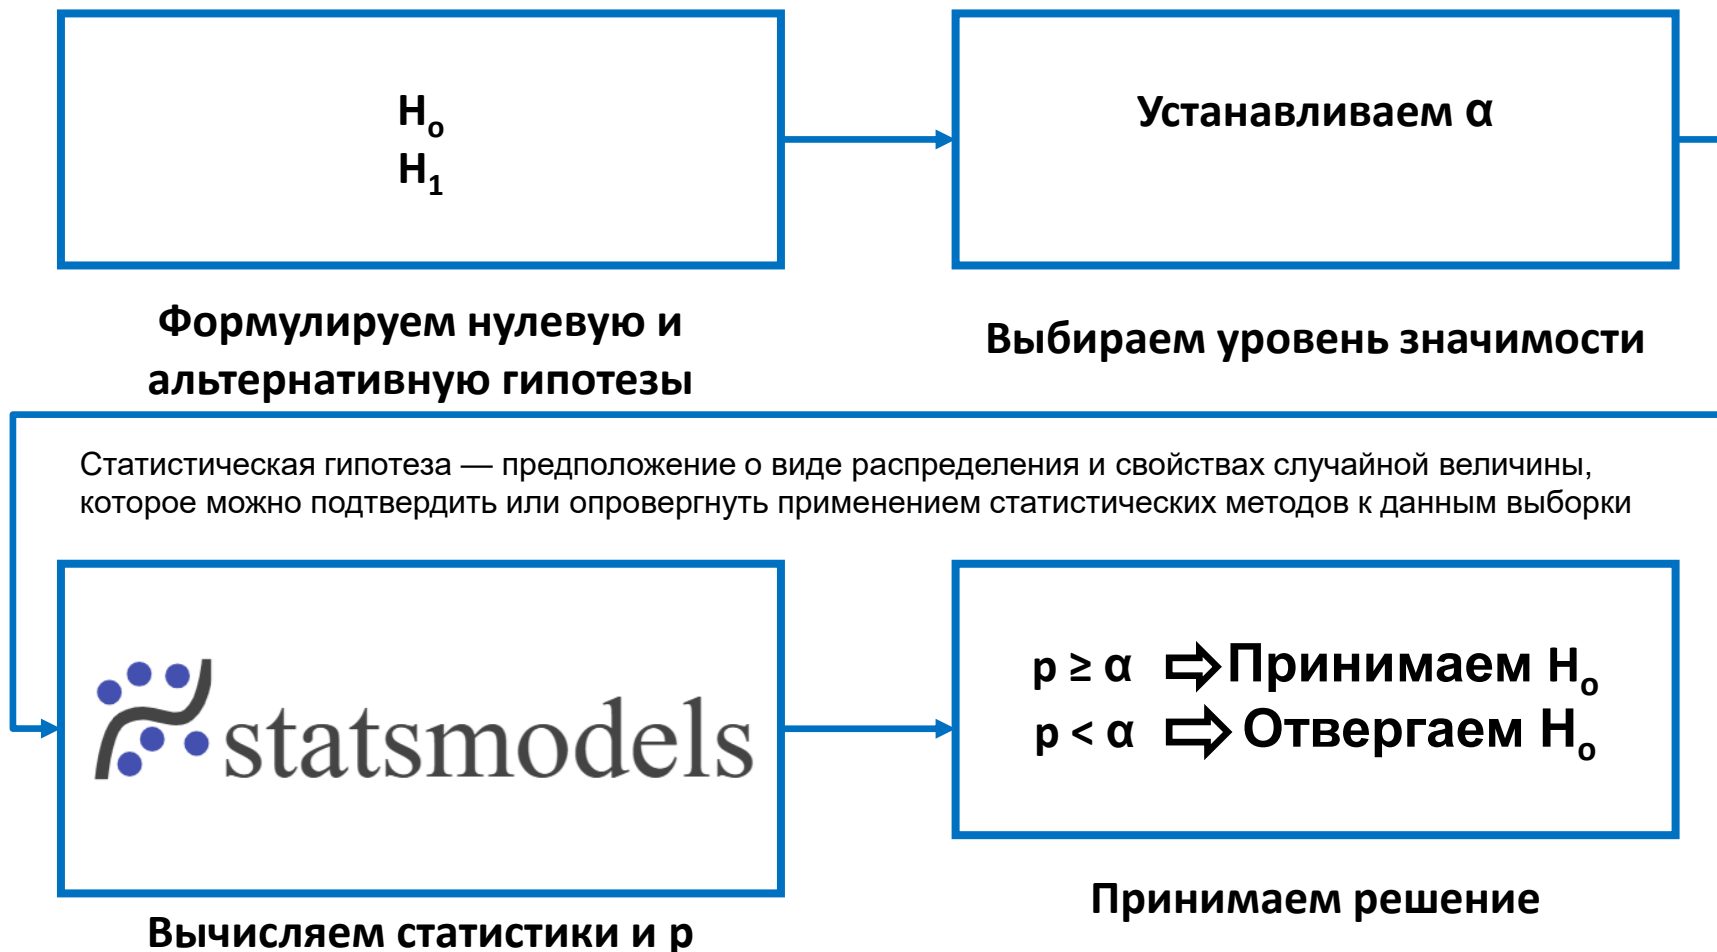 H₀
H₁
Устанавливаем α
Формулируем нулевую и
альтернативную гипотезы
Выбираем уровень значимости
Статистическая гипотеза — предположение о виде распределения и свойствах случайной величины,
которое можно подтвердить или опровергнуть применением статистических методов к данным выборки
statsmodels
p ≥ α ⇨ Принимаем H₀
p < α ⇨ Отвергаем H₀
Вычисляем статистики и p
Принимаем решение